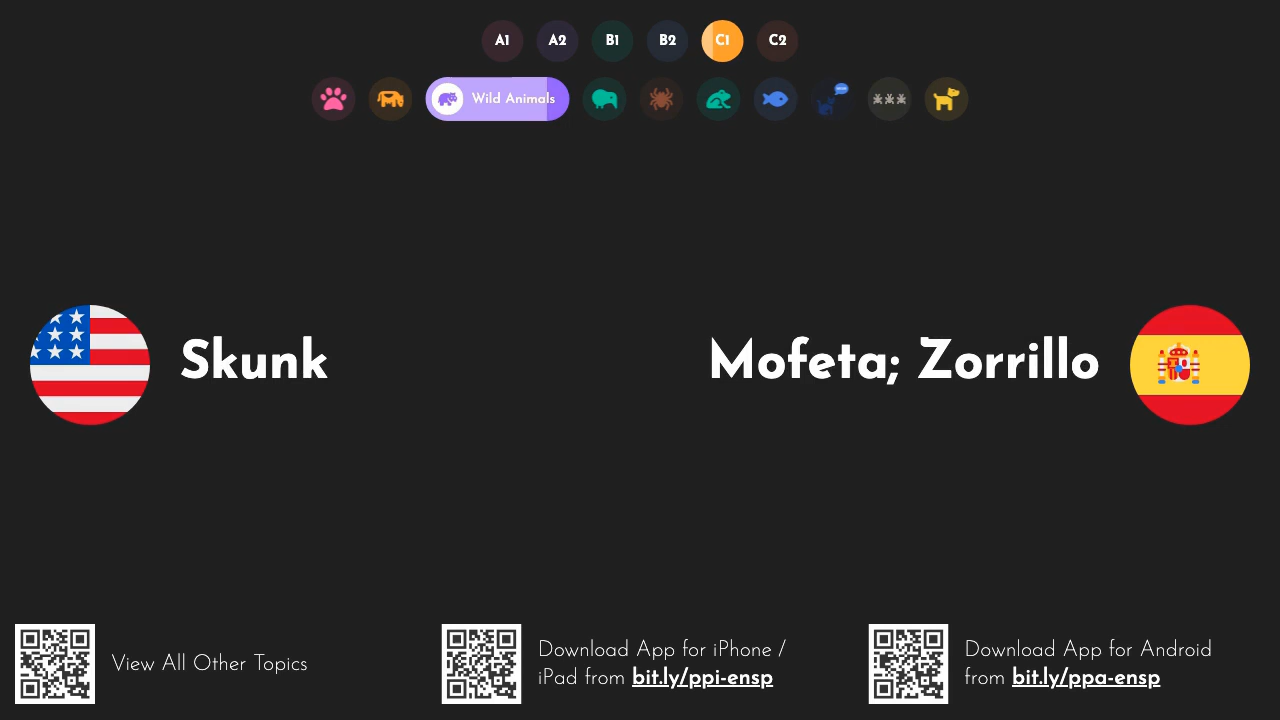 A1 A2 B1 B2 C1 C2
Wild Animals
Skunk
Mofeta; Zorrillo
View All Other Topics
Download App for iPhone /
iPad from bit.ly/ppi-ensp
Download App for Android
from bit.ly/ppa-ensp